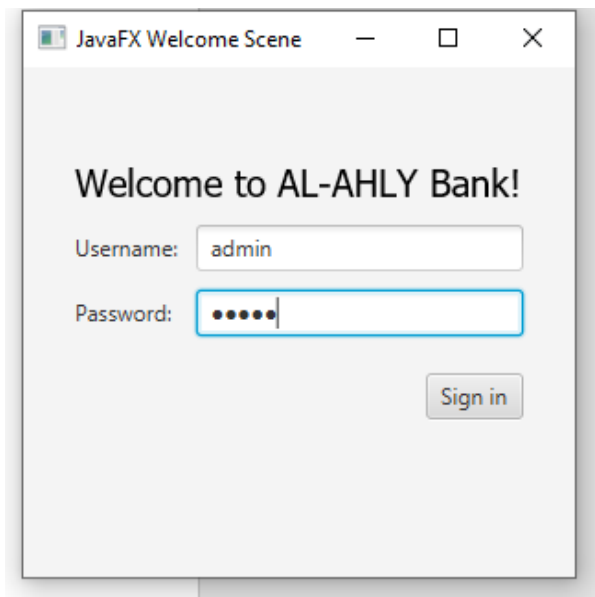 JavaFX Welcome Scene
Welcome to AL-AHLY Bank!
Username: admin
Password: •••••
Sign in